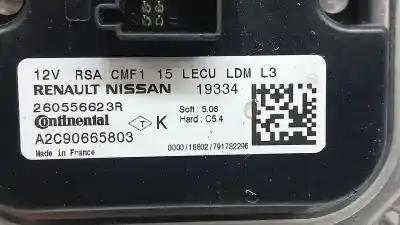 12V RSA CMF1 15 LECU LDM L3
RENAULT NISSAN 19334
260556623R
Soft : 5.06
Continental
T K
Hard : C5.4
A2C90665803
Made in France
0000/18802/791782296